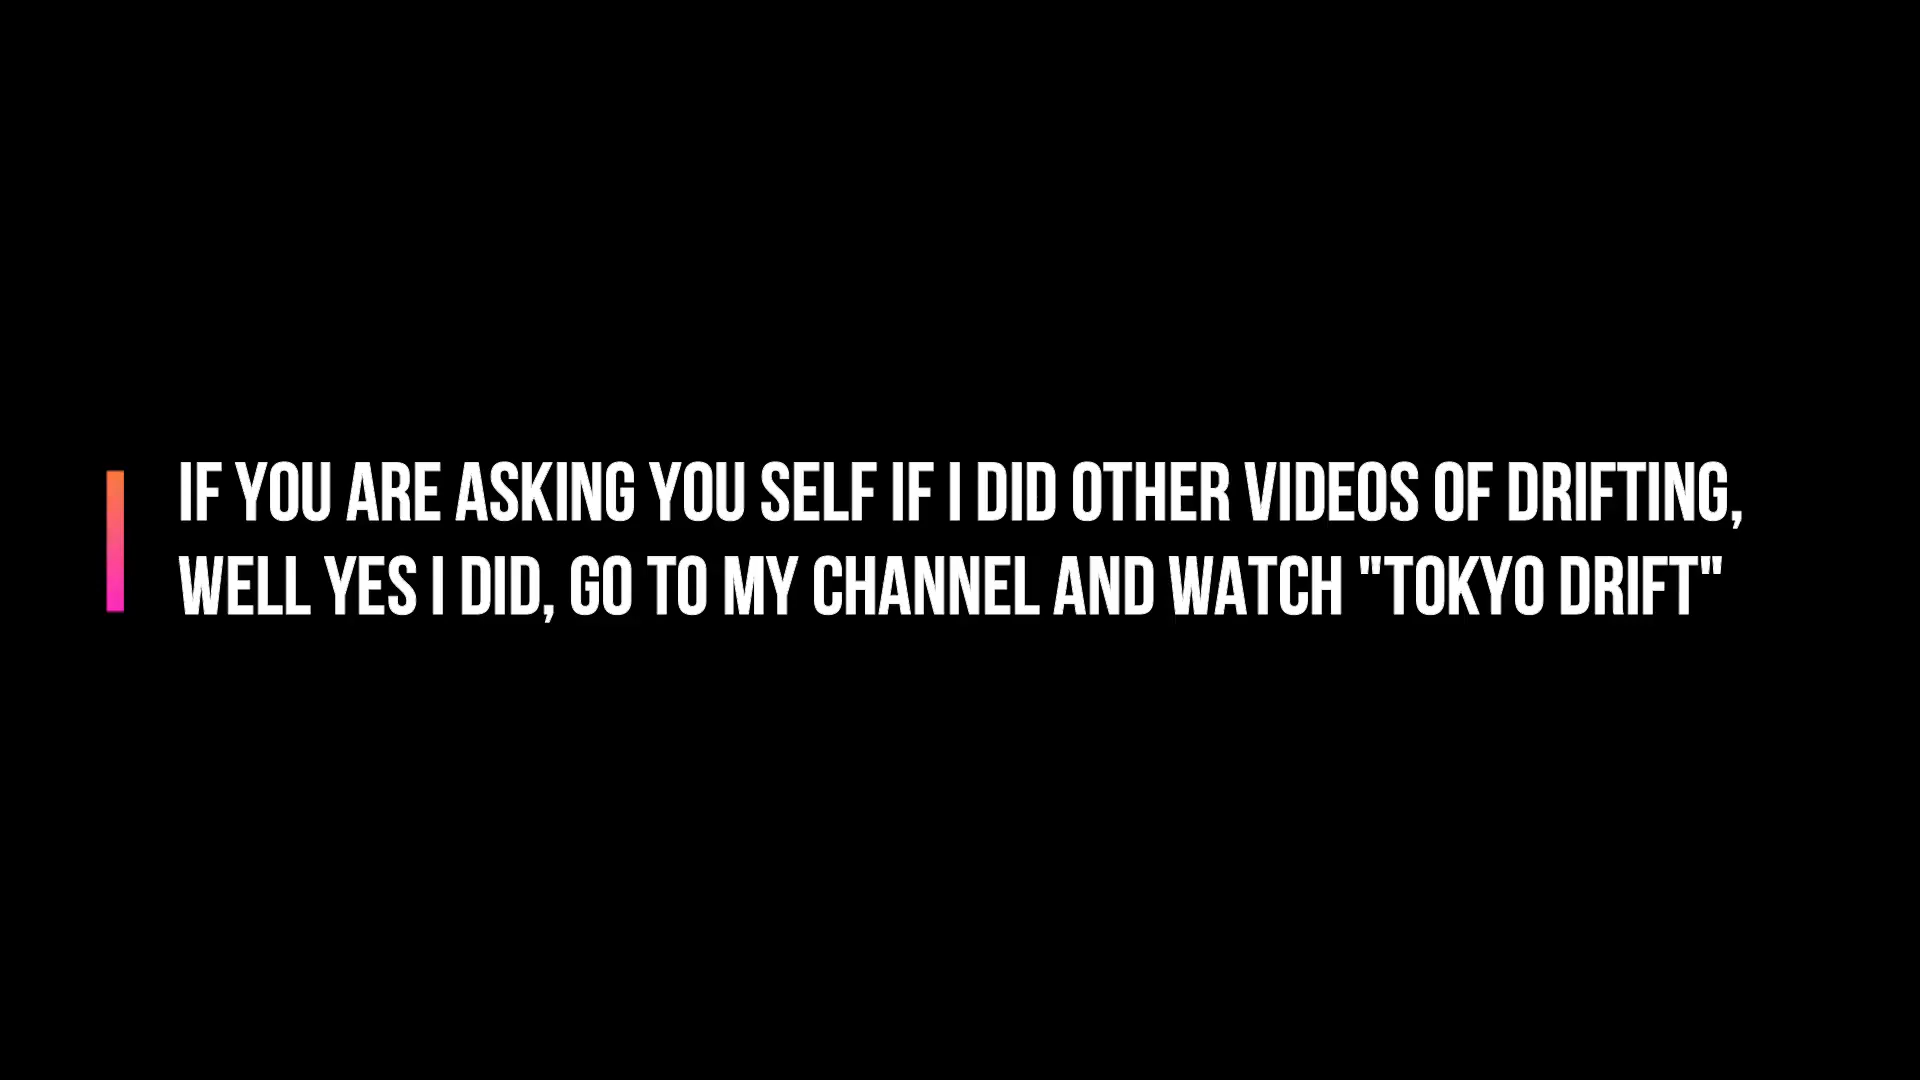 IF YOU ARE ASKING YOU SELF IF I DID OTHER VIDEOS OF DRIFTING,
WELL YES I DID, GO TO MY CHANNEL AND WATCH "TOKYO DRIFT"